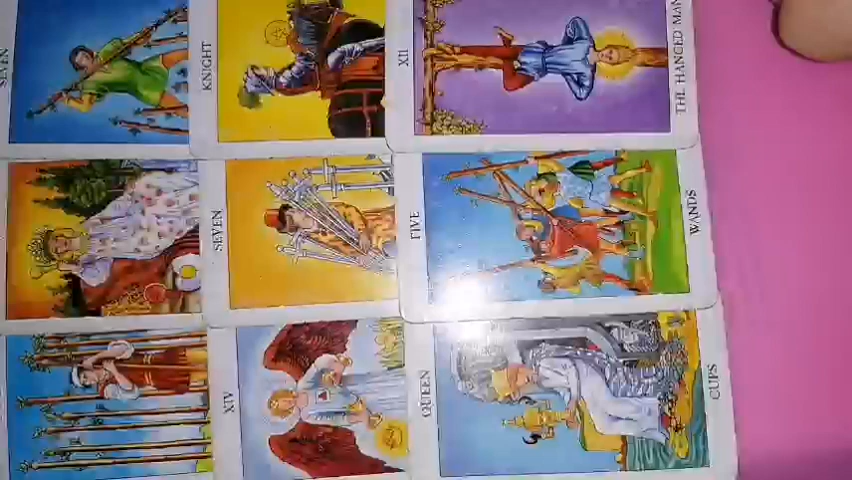 SEVEN
KNIGHT
XII
THE HANGED MAN
SEVEN
FIVE
WANDS
XIV
QUEEN
CUPS